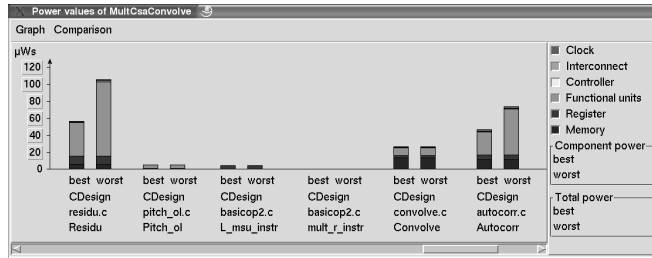 Power values of MultCsaConvolve
Graph Comparison
µWs
120
100
80
60
40
20
0
best worst best worst best worst best worst best worst best worst
CDesign CDesign CDesign CDesign CDesign CDesign
residu.c pitch_ol.c basicop2.c basicop2.c convolve.c autocorr.c
Residu Pitch_ol L_msu_instr mult_r_instr Convolve Autocorr
Clock
Interconnect
Controller
Functional units
Register
Memory
Component power
best
worst
Total power
best
worst